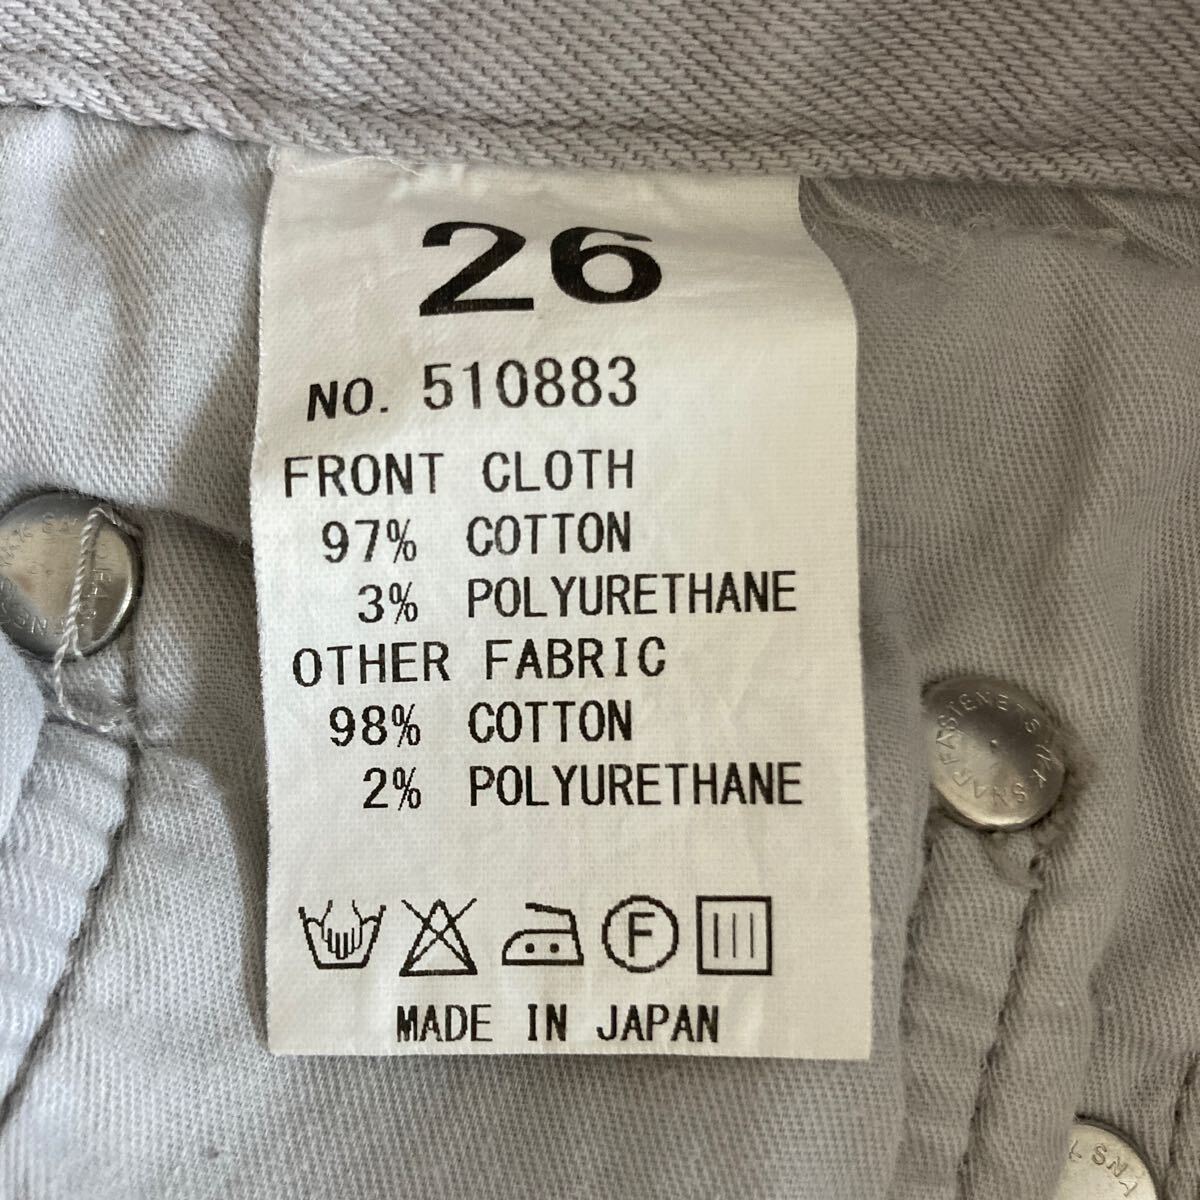 26
NO. 510883
FRONT CLOTH
97% COTTON
3% POLYURETHANE
OTHER FABRIC
98% COTTON
2% POLYURETHANE
F
MADE IN JAPAN